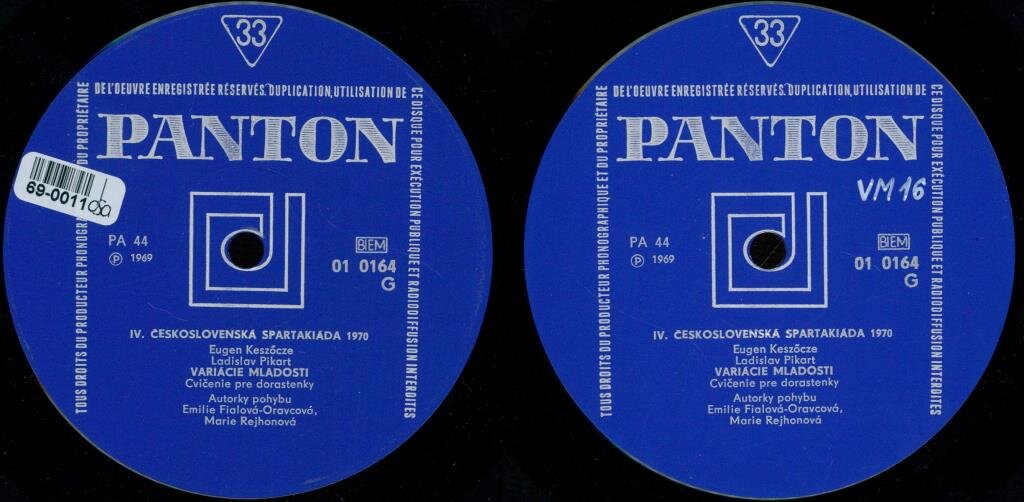 33
DE L'OEUVRE ENREGISTRÉE RÉSERVÉS. DUPLICATION, UTILISATION DE
CE DISQUE POUR EXÉCUTION PUBLIQUE ET RADIODIFFUSION INTERDITES
DU PROPRIÉTAIRE
TOUS DROITS DU PRODUCTEUR PHONOGRAPHIQUE
PANTON
69-0011
PA 44
℗ 1969
BIEM
01 0164
G
IV. ČESKOSLOVENSKÁ SPARTAKIÁDA 1970
Eugen Keszőcze
Ladislav Pikart
VARIÁCIE MLADOSTI
Cvičenie pre dorastenky
Autorky pohybu
Emilie Fialová-Oravcová,
Marie Rejhonová
33
TOUS DROITS DU PRODUCTEUR PHONOGRAPHIQUE ET DU PROPRIÉTAIRE
DE L'OEUVRE ENREGISTRÉE RÉSERVÉS. DUPLICATION, UTILISATION DE
CE DISQUE POUR EXÉCUTION PUBLIQUE ET RADIODIFFUSION INTERDITES
PANTON
VM 16
PA 44
℗ 1969
BIEM
01 0164
G
IV. ČESKOSLOVENSKÁ SPARTAKIÁDA 1970
Eugen Keszőcze
Ladislav Pikart
VARIÁCIE MLADOSTI
Cvičenie pre dorastenky
Autorky pohybu
Emilie Fialová-Oravcová,
Marie Rejhonová